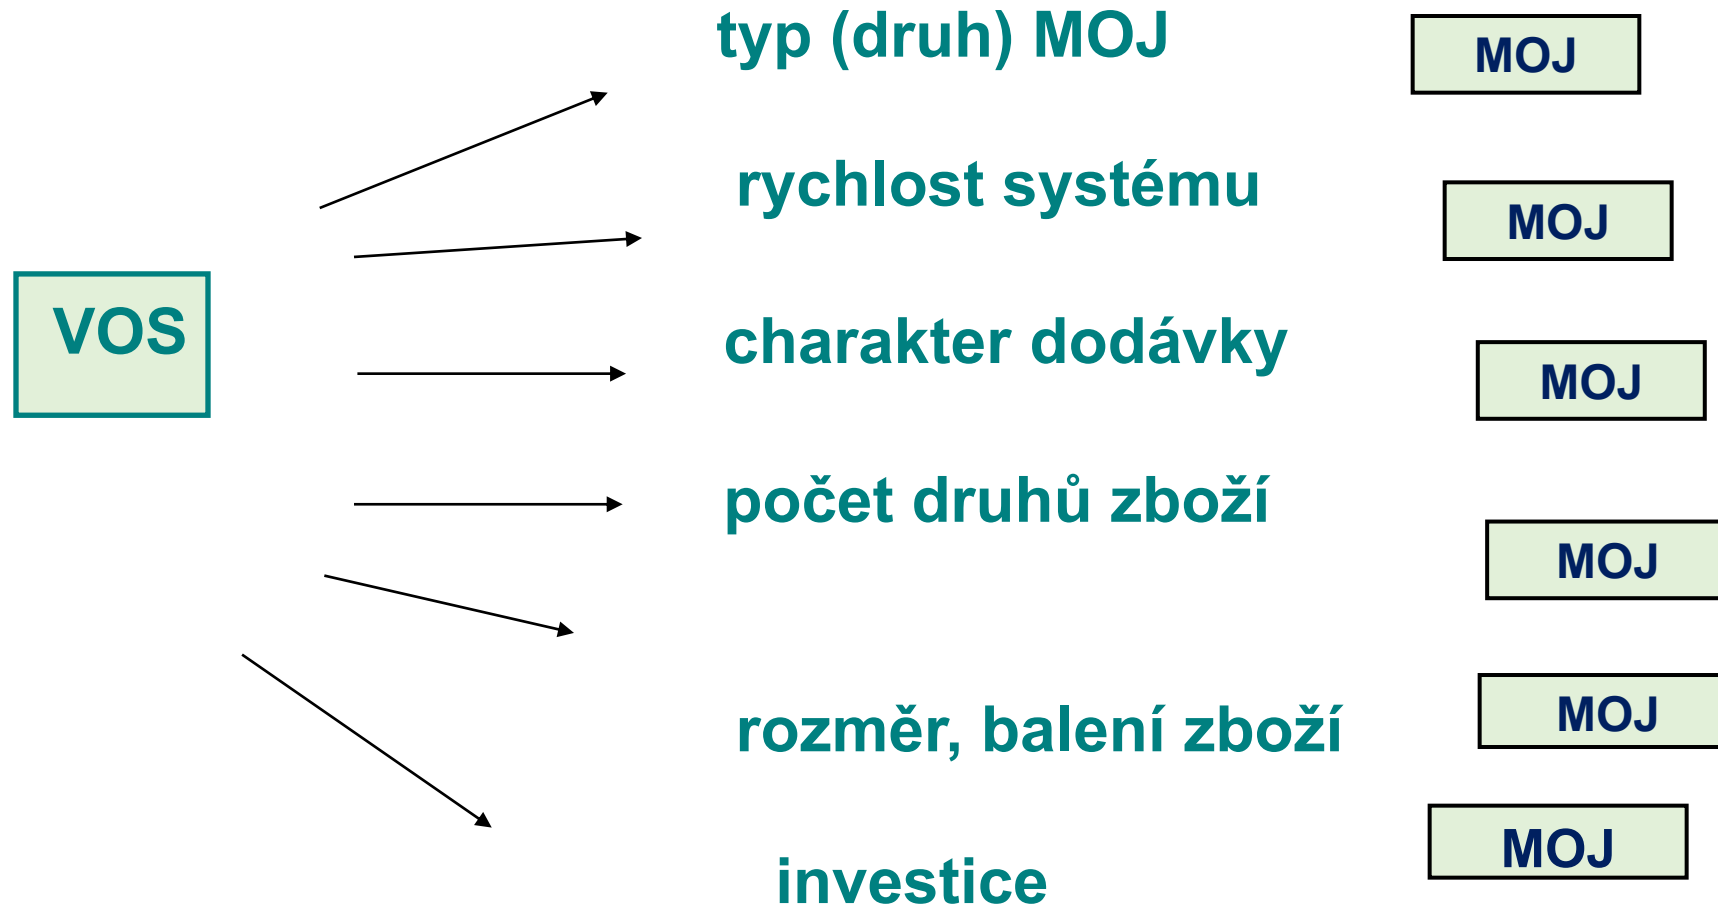 typ (druh) MOJ
MOJ
rychlost systému
MOJ
VOS
charakter dodávky
MOJ
počet druhů zboží
MOJ
rozměr, balení zboží
MOJ
investice
MOJ